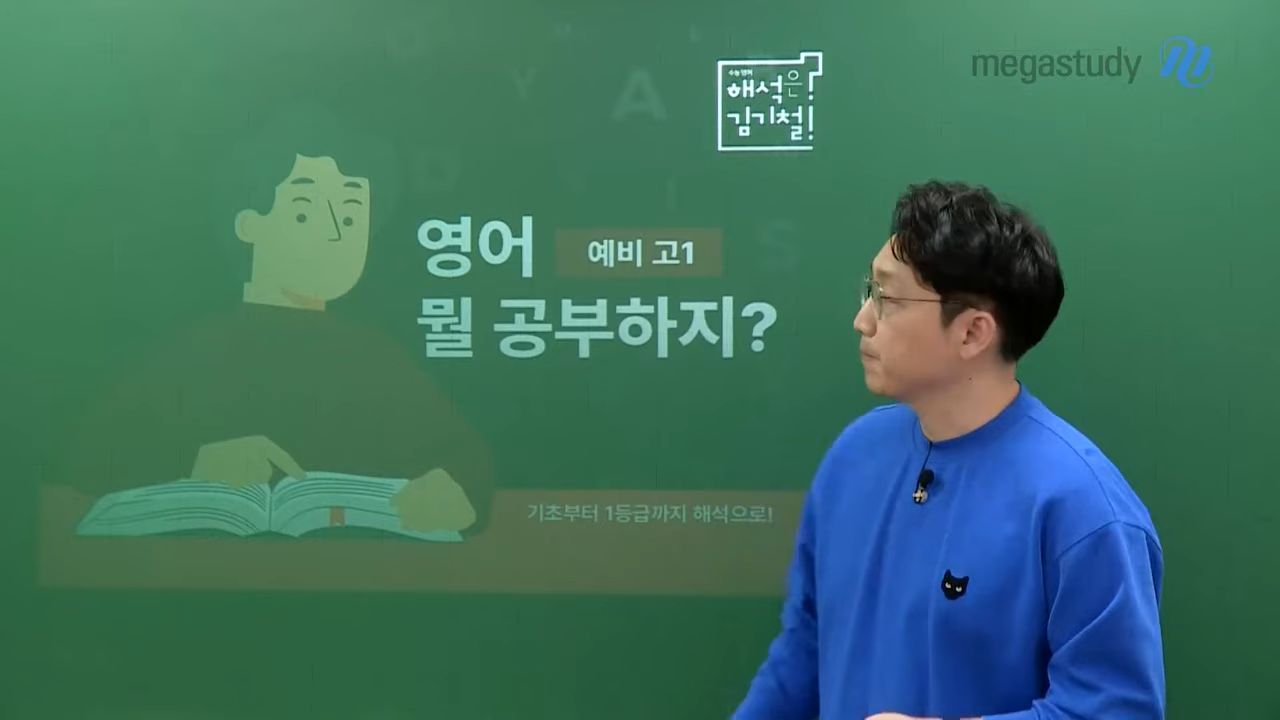 megastudy
수능영어
해석은!
김기철!
A
Y
D
S
영어 예비 고1
뭘 공부하지?
기초부터 1등급까지 해석으로!